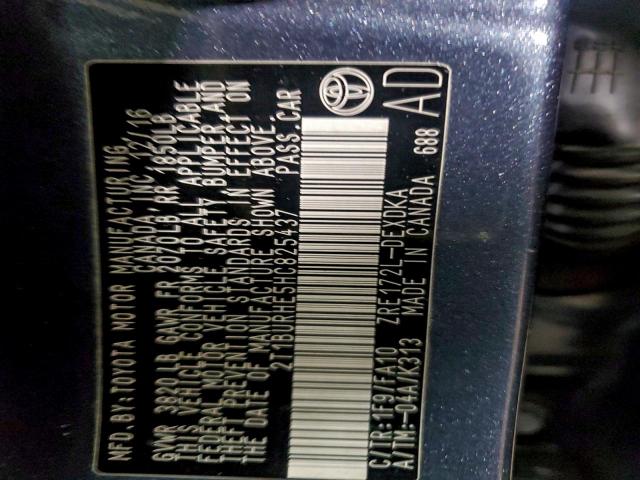 MFD.BY:TOYOTA MOTOR MANUFACTURING
CANADA INC. 12/16
GVWR 3820LB GAWR FR 2020LB RR 1850LB
THIS VEHICLE CONFORMS TO ALL APPLICABLE
FEDERAL MOTOR VEHICLE SAFETY, BUMPER, AND
THEFT PREVENTION STANDARDS IN EFFECT ON
THE DATE OF MANUFACTURE SHOWN ABOVE.
2T1BURHE5HC825437 PASS.CAR
C/TR:1F9/FA10 ZRE172L-DEXDKA
A/TM:-04A/K313 MADE IN CANADA 688
AD